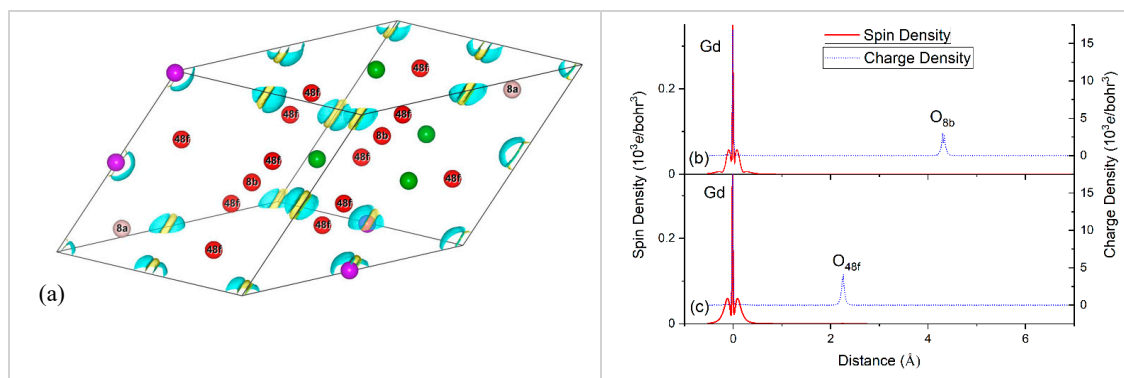 48f
48f
8a
48f
48f
48f
8b
48f
48f
48f
8b
48f
48f
48f
48f
8a
48f
(a)
Spin Density
Charge Density
Gd
O8b
(b)
Gd
O48f
(c)
0.2
0
0.2
0
15
10
5
0
15
10
5
0
0
2
4
6
Spin Density (10³e/bohr³)
Charge Density (10³e/bohr³)
Distance (Å)